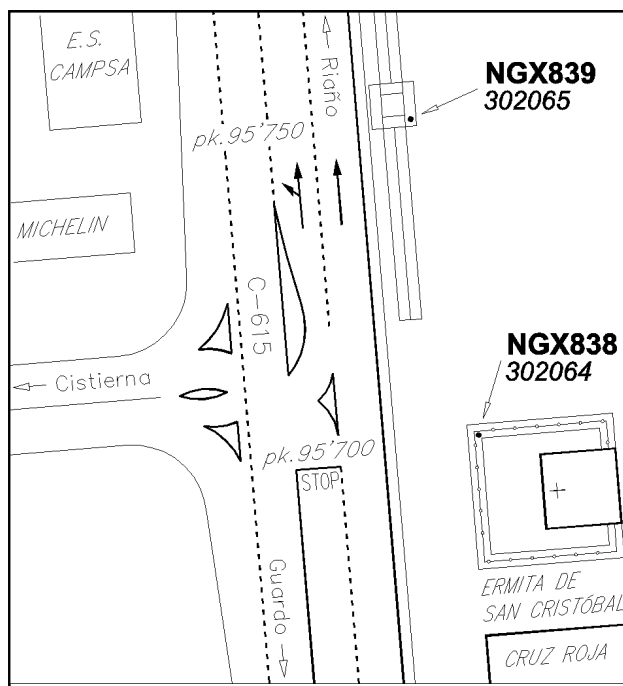 E.S.
CAMPSA
Riaño
NGX839
302065
pk.95'750
MICHELIN
C-615
NGX838
302064
Cistierna
pk.95'700
STOP
Guardo
ERMITA DE
SAN CRISTÓBAL
CRUZ ROJA